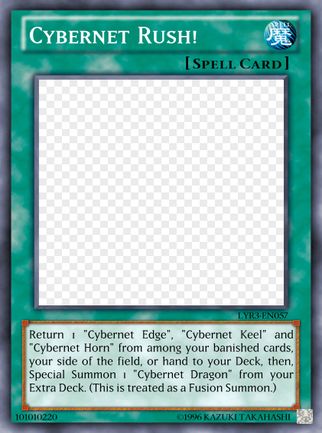 Cybernet Rush!
SPELL
魔
[Spell Card]
LYR3-EN057
Return 1 "Cybernet Edge", "Cybernet Keel" and
"Cybernet Horn" from among your banished cards,
your side of the field, or hand to your Deck, then,
Special Summon 1 "Cybernet Dragon" from your
Extra Deck. (This is treated as a Fusion Summon.)
101010220
©1996 KAZUKI TAKAHASHI